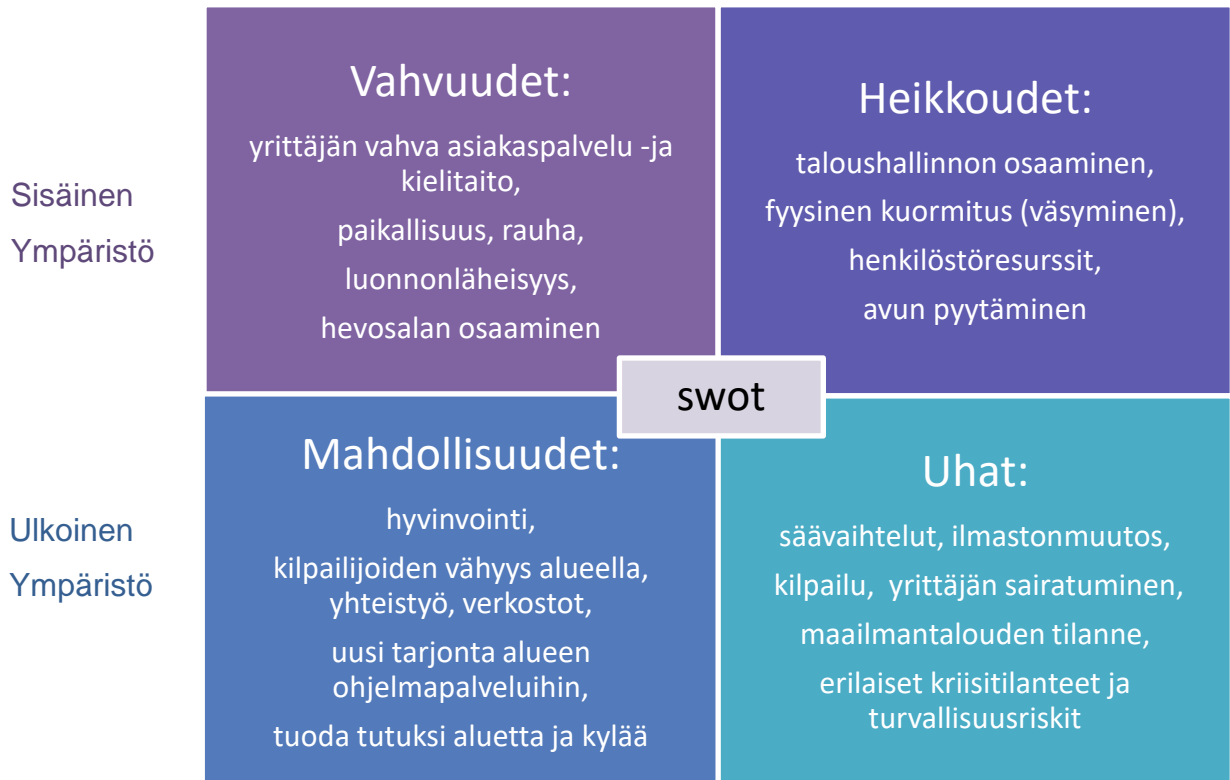 Sisäinen
Ympäristö
Vahvuudet:
yrittäjän vahva asiakaspalvelu -ja
kielitaito,
paikallisuus, rauha,
luonnonläheisyys,
hevosalan osaaminen
Heikkoudet:
taloushallinnon osaaminen,
fyysinen kuormitus (väsyminen),
henkilöstöresurssit,
avun pyytäminen
swot
Ulkoinen
Ympäristö
Mahdollisuudet:
hyvinvointi,
kilpailijoiden vähyys alueella,
yhteistyö, verkostot,
uusi tarjonta alueen
ohjelmapalveluihin,
tuoda tutuksi aluetta ja kylää
Uhat:
säävaihtelut, ilmastonmuutos,
kilpailu, yrittäjän sairatuminen,
maailmantalouden tilanne,
erilaiset kriisitilanteet ja
turvallisuusriskit